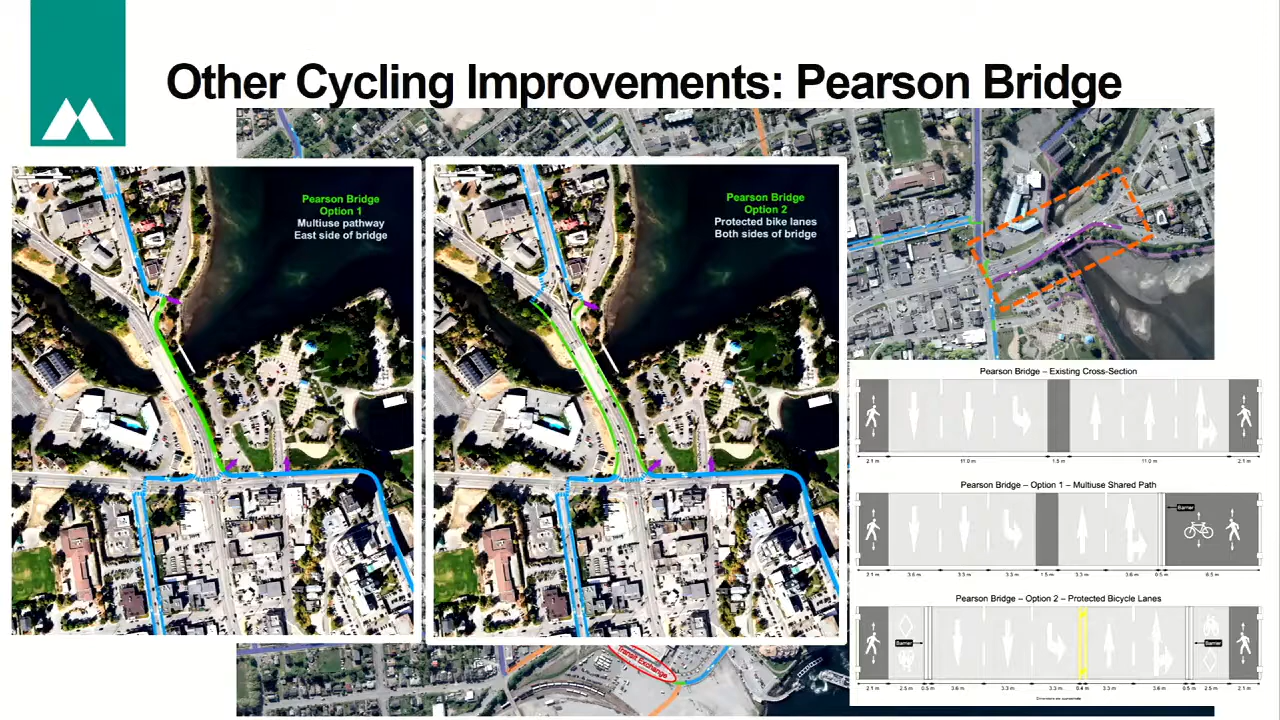 Other Cycling Improvements: Pearson Bridge
Pearson Bridge
Option 1
Multiuse pathway
East side of bridge
Pearson Bridge
Option 2
Protected bike lanes
Both sides of bridge
Pearson Bridge – Existing Cross-Section
2.1 m 11.0 m 1.5 m 11.0 m 2.1 m
Pearson Bridge – Option 1 – Multiuse Shared Path
Barrier
2.1 m 3.6 m 3.3 m 3.3 m 1.5 m 3.3 m 3.6 m 0.5 m 6.5 m
Pearson Bridge – Option 2 – Protected Bicycle Lanes
Barrier Barrier
2.1 m 2.5 m 0.5 m 3.6 m 3.3 m 3.3 m 0.4 m 3.3 m 3.6 m 0.5 m 2.5 m 2.1 m
Transit Exchange